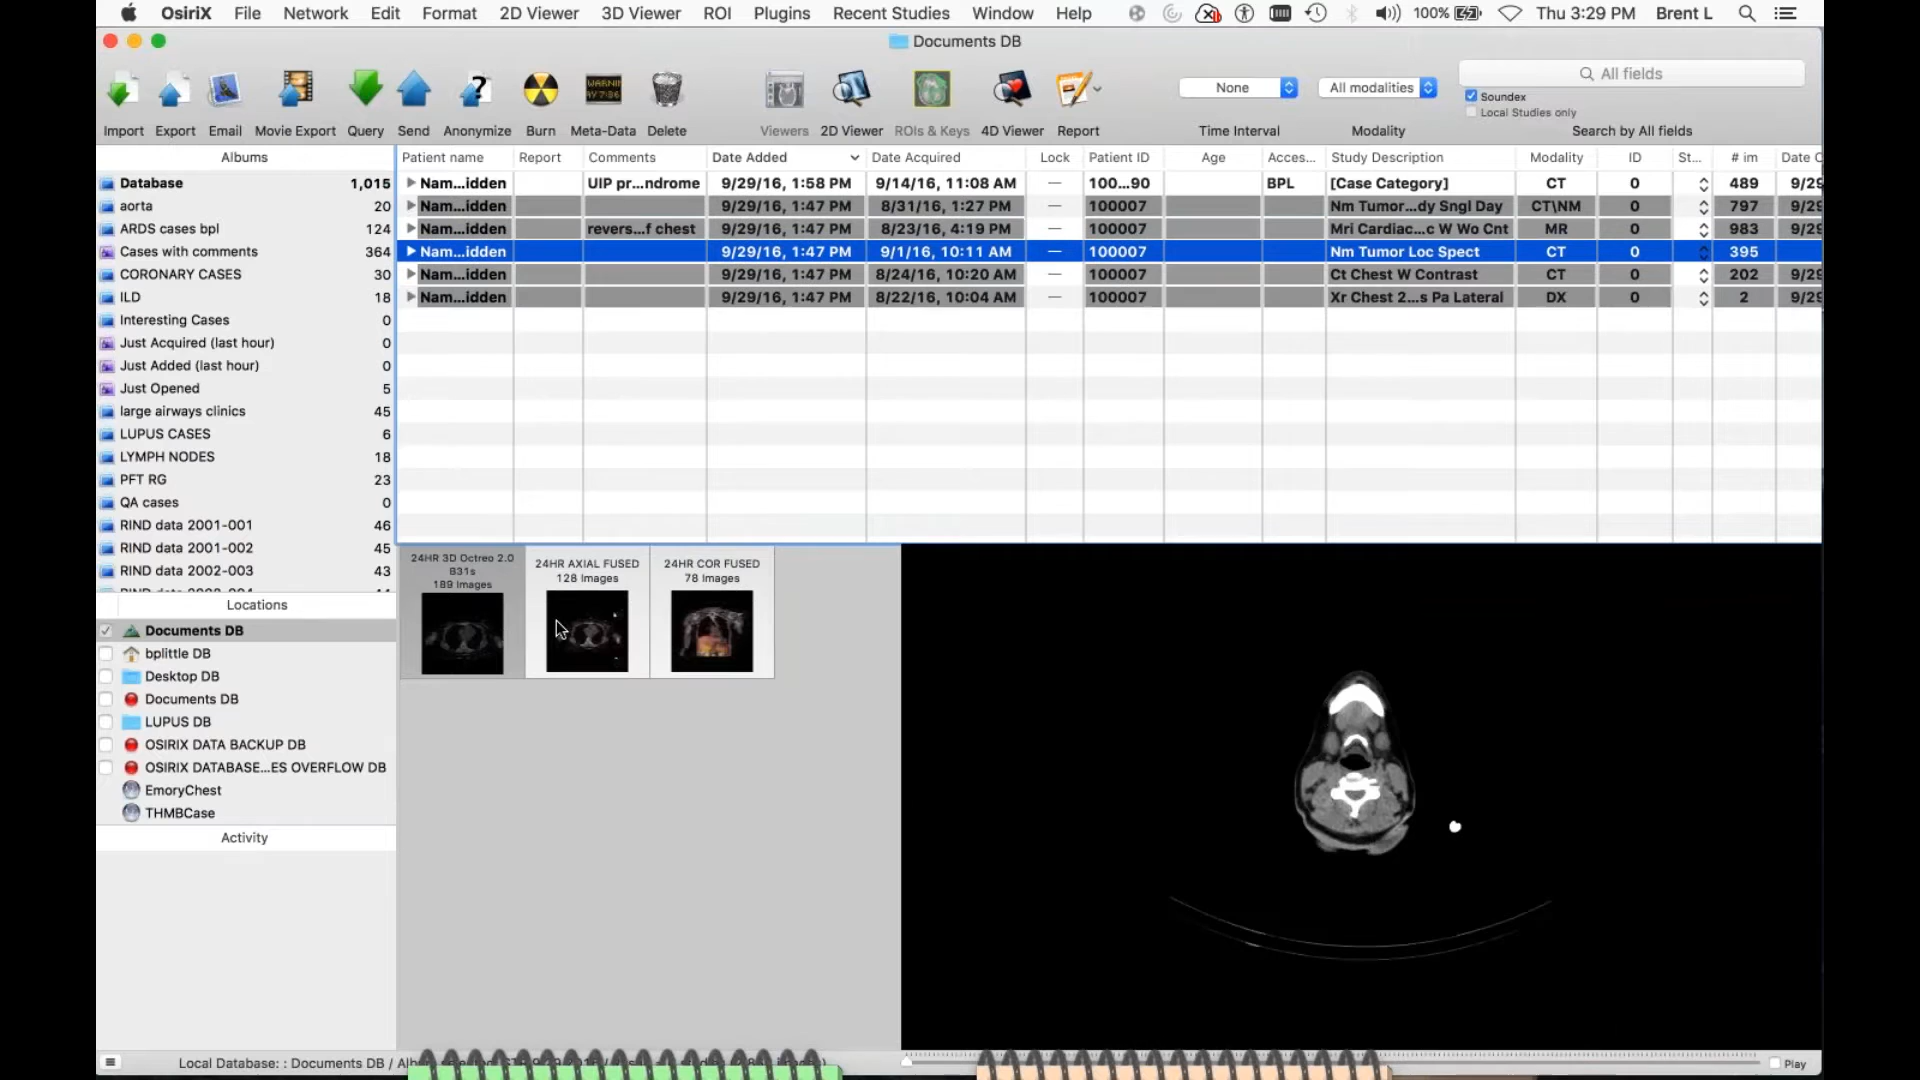 OsiriX File Network Edit Format 2D Viewer 3D Viewer ROI Plugins Recent Studies Window Help 100% Thu 3:29 PM Brent L
Documents DB
Import Export Email Movie Export Query Send Anonymize Burn Meta-Data Delete Viewers 2D Viewer ROIs & Keys 4D Viewer Report
None
Time Interval
All modalities
Modality
All fields
Soundex
Local Studies only
Search by All fields
Albums
Database 1,015
aorta 20
ARDS cases bpl 124
Cases with comments 364
CORONARY CASES 30
ILD 18
Interesting Cases 0
Just Acquired (last hour) 0
Just Added (last hour) 0
Just Opened 5
large airways clinics 45
LUPUS CASES 6
LYMPH NODES 18
PFT RG 23
QA cases 0
RIND data 2001-001 46
RIND data 2001-002 45
RIND data 2002-003 43
Locations
Documents DB
bplittle DB
Desktop DB
Documents DB
LUPUS DB
OSIRIX DATA BACKUP DB
OSIRIX DATABASE...ES OVERFLOW DB
EmoryChest
THMBCase
Activity
Patient name Report Comments Date Added Date Acquired Lock Patient ID Age Acces... Study Description Modality ID St... # im Date
Nam...idden UIP pr...ndrome 9/29/16, 1:58 PM 9/14/16, 11:08 AM — 100...90 BPL [Case Category] CT 0 489 9/29
Nam...idden 9/29/16, 1:47 PM 8/31/16, 1:27 PM — 100007 Nm Tumor...dy Sngl Day CT\NM 0 797 9/29
Nam...idden revers...f chest 9/29/16, 1:47 PM 8/23/16, 4:19 PM — 100007 Mri Cardiac...c W Wo Cnt MR 0 983 9/29
Nam...idden 9/29/16, 1:47 PM 9/1/16, 10:11 AM — 100007 Nm Tumor Loc Spect CT 0 395
Nam...idden 9/29/16, 1:47 PM 8/24/16, 10:20 AM — 100007 Ct Chest W Contrast CT 0 202 9/29
Nam...idden 9/29/16, 1:47 PM 8/22/16, 10:04 AM — 100007 Xr Chest 2...s Pa Lateral DX 0 2 9/29
24HR 3D Octreo 2.0
B31s
189 Images
24HR AXIAL FUSED
128 Images
24HR COR FUSED
78 Images
Local Database: : Documents DB /
Play